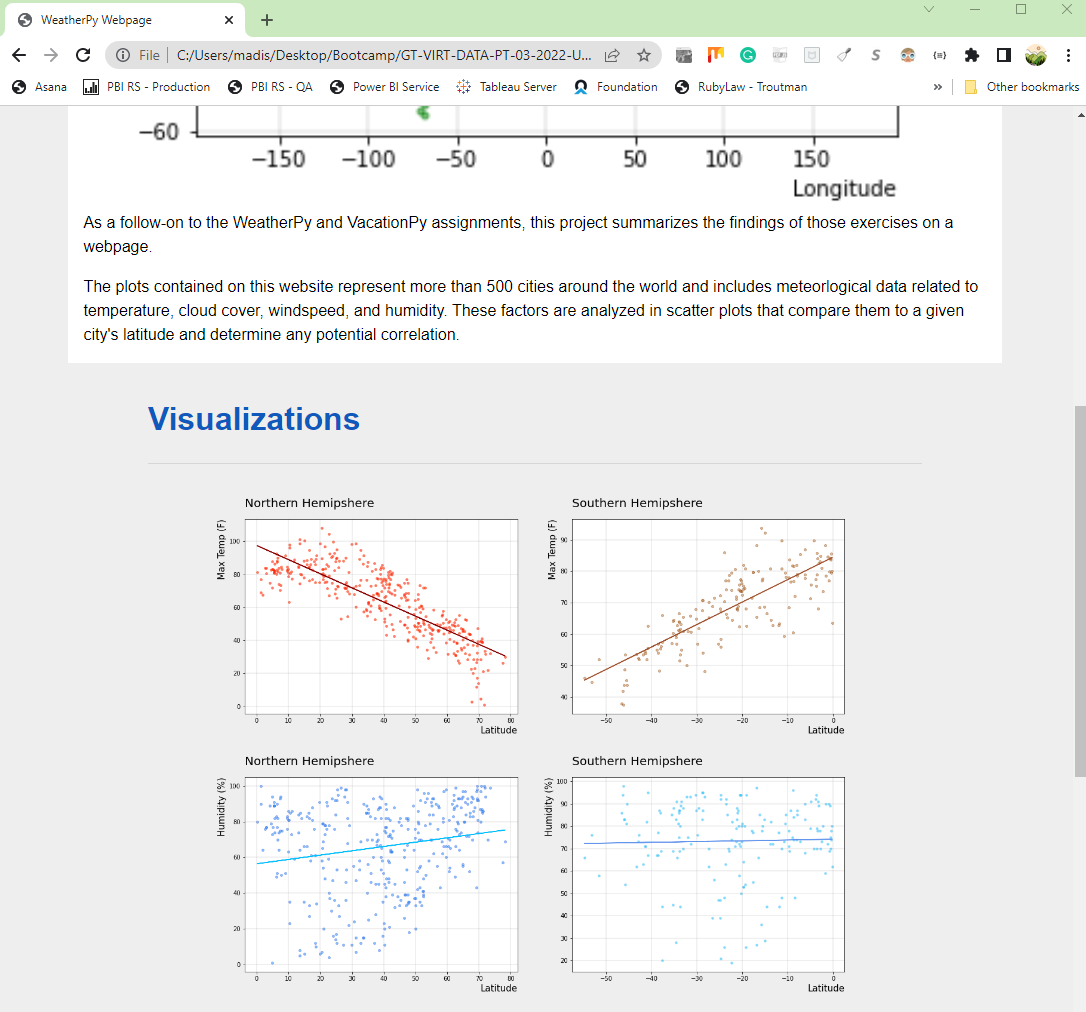 WeatherPy Webpage
File | C:/Users/madis/Desktop/Bootcamp/GT-VIRT-DATA-PT-03-2022-U...
Asana PBI RS - Production PBI RS - QA Power BI Service Tableau Server Foundation RubyLaw - Troutman » Other bookmarks
−60
−150 −100 −50 0 50 100 150
Longitude
As a follow-on to the WeatherPy and VacationPy assignments, this project summarizes the findings of those exercises on a
webpage.
The plots contained on this website represent more than 500 cities around the world and includes meteorlogical data related to
temperature, cloud cover, windspeed, and humidity. These factors are analyzed in scatter plots that compare them to a given
city's latitude and determine any potential correlation.
Visualizations
Northern Hemipshere
Max Temp (F)
100
80
60
40
20
0
0 10 20 30 40 50 60 70 80
Latitude
Southern Hemipshere
Max Temp (F)
90
80
70
60
50
40
−50 −40 −30 −20 −10 0
Latitude
Northern Hemipshere
Humidity (%)
100
80
60
40
20
0
0 10 20 30 40 50 60 70 80
Latitude
Southern Hemipshere
Humidity (%)
100
90
80
70
60
50
40
30
20
−50 −40 −30 −20 −10 0
Latitude